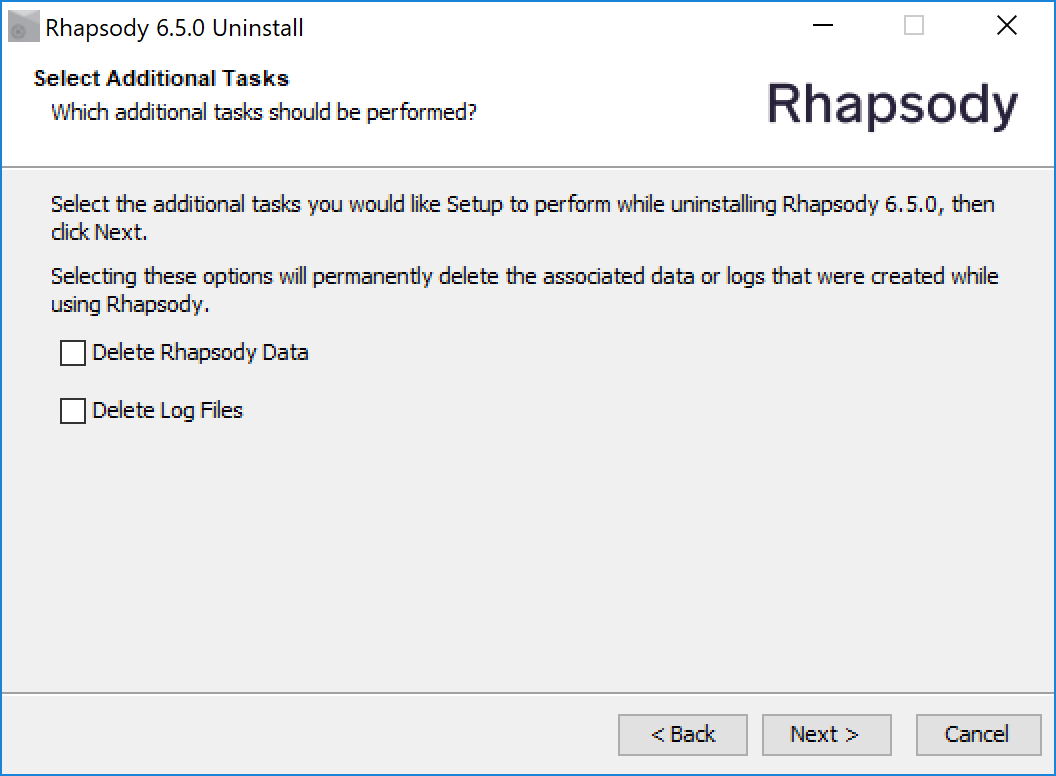 Rhapsody 6.5.0 Uninstall
Select Additional Tasks
Which additional tasks should be performed?
Rhapsody
Select the additional tasks you would like Setup to perform while uninstalling Rhapsody 6.5.0, then
click Next.
Selecting these options will permanently delete the associated data or logs that were created while
using Rhapsody.
Delete Rhapsody Data
Delete Log Files
< Back
Next >
Cancel